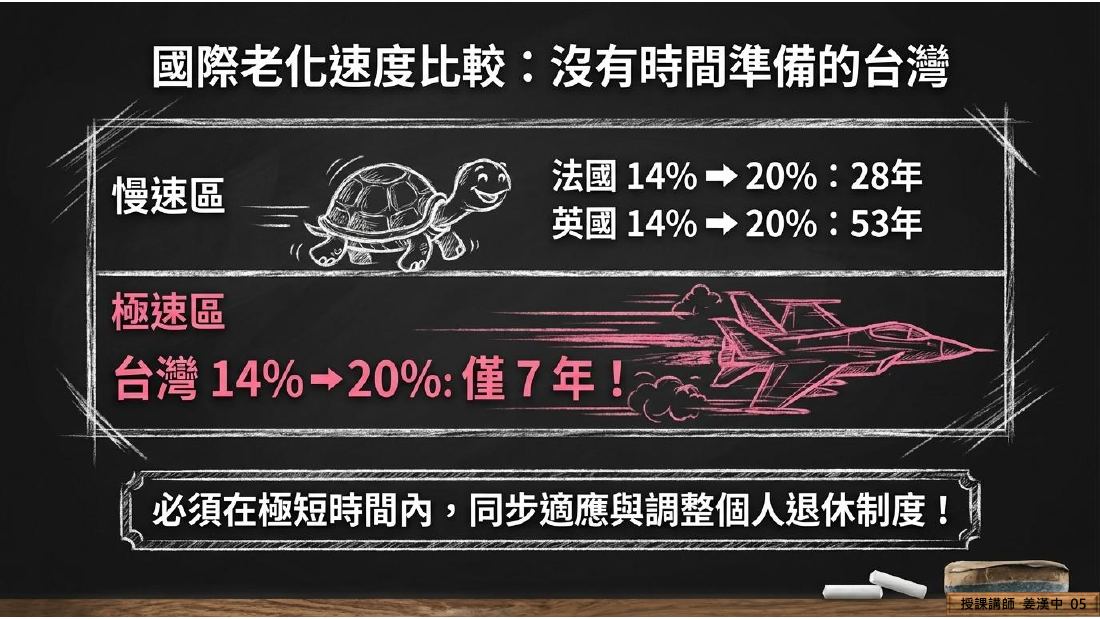 國際老化速度比較：沒有時間準備的台灣
慢速區
法國 14% ➡ 20%：28年
英國 14% ➡ 20%：53年
極速區
台灣 14%➡20%: 僅 7 年！
必須在極短時間內，同步適應與調整個人退休制度！
授課講師 姜漢中 05